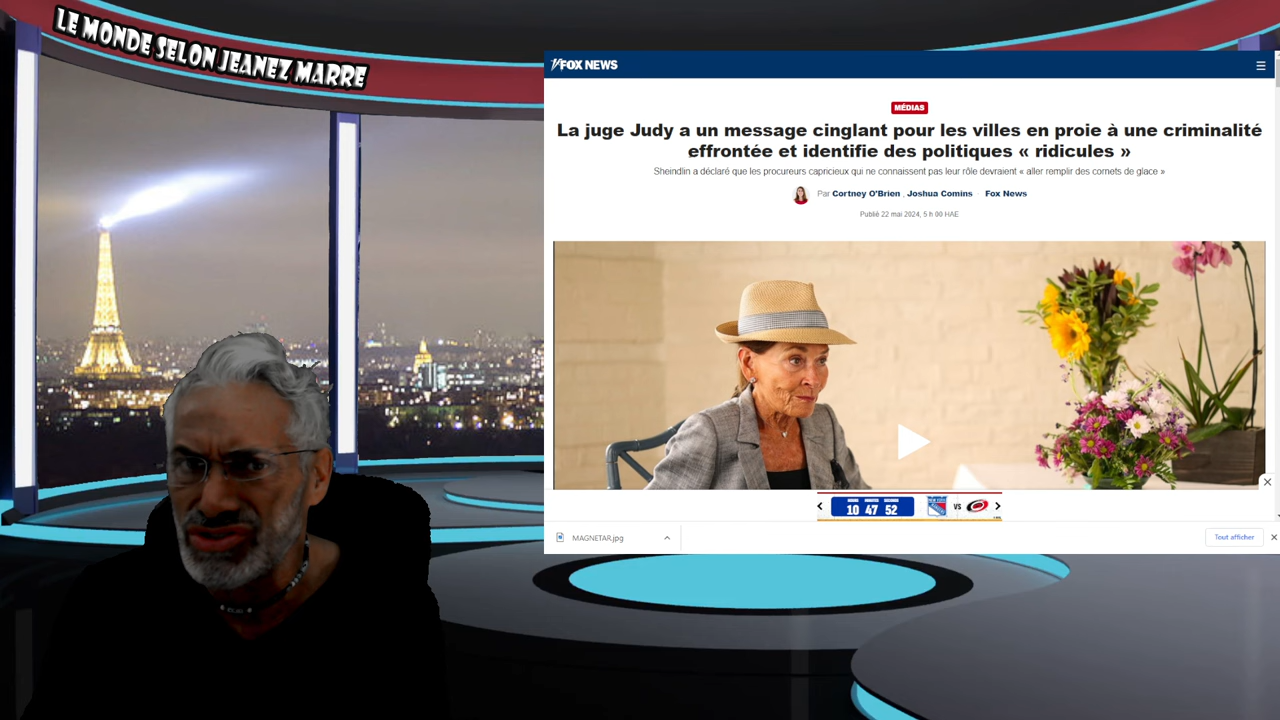 LE MONDE SELON JEANEZ MARRE
FOX NEWS
MÉDIAS
La juge Judy a un message cinglant pour les villes en proie à une criminalité
effrontée et identifie des politiques « ridicules »
Sheindlin a déclaré que les procureurs capricieux qui ne connaissent pas leur rôle devraient « aller remplir des cornets de glace »
Par Cortney O'Brien , Joshua Comins · Fox News
Publié 22 mai 2024, 5 h 00 HAE
10 47 52
VS
MAGNETAR.jpg
Tout afficher